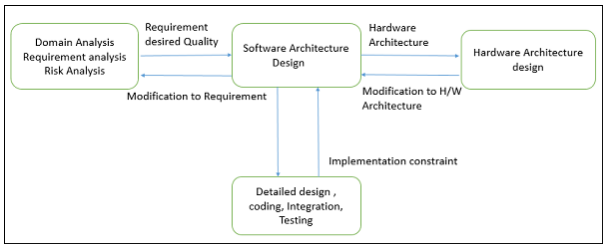 Requirement
desired Quality
Hardware
Architecture
Domain Analysis
Requirement analysis
Risk Analysis
Software Architecture
Design
Hardware Architecture
design
Modification to Requirement
Modification to H/W
Architecture
Implementation constraint
Detailed design ,
coding, Integration,
Testing